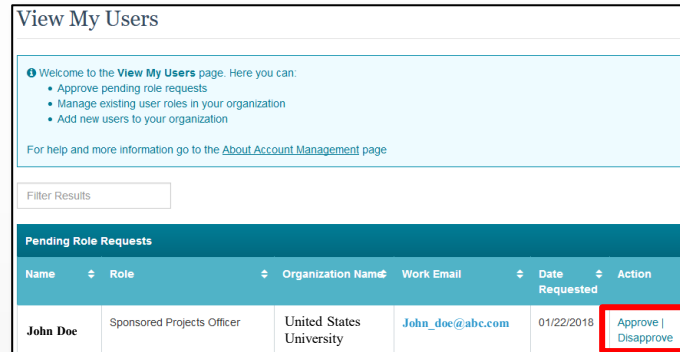 View My Users
Welcome to the View My Users page. Here you can:
• Approve pending role requests
• Manage existing user roles in your organization
• Add new users to your organization
For help and more information go to the About Account Management page
Filter Results
Pending Role Requests
Name Role Organization Name Work Email Date Requested Action
John Doe Sponsored Projects Officer United States University John_doe@abc.com 01/22/2018 Approve | Disapprove